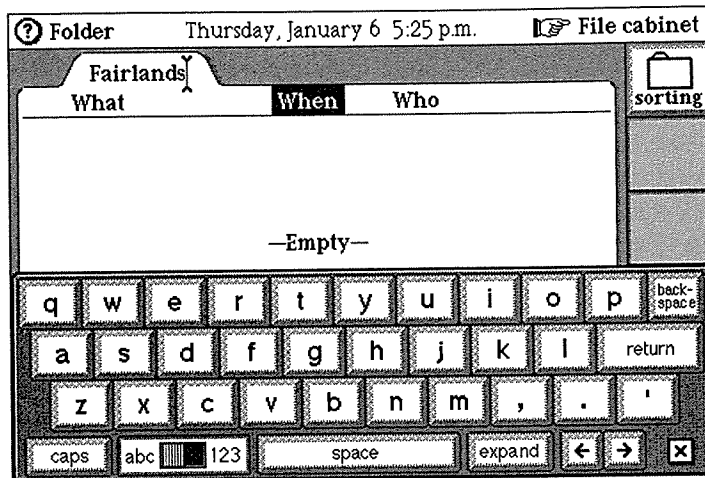 ? Folder Thursday, January 6 5:25 p.m. File cabinet
Fairlands
sorting
What When Who
—Empty—
q w e r t y u i o p back-
space
a s d f g h j k l return
z x c v b n m , . '
caps abc 123 space expand ← → x